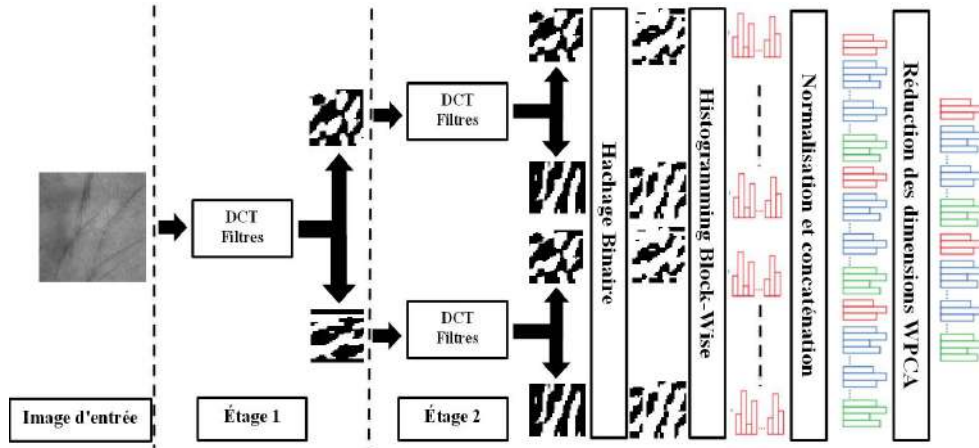 DCT
Filtres
DCT
Filtres
DCT
Filtres
Hachage Binaire
Histogramming Block-Wise
Normalisation et concaténation
Réduction des dimensions WPCA
Image d'entrée
Étage 1
Étage 2